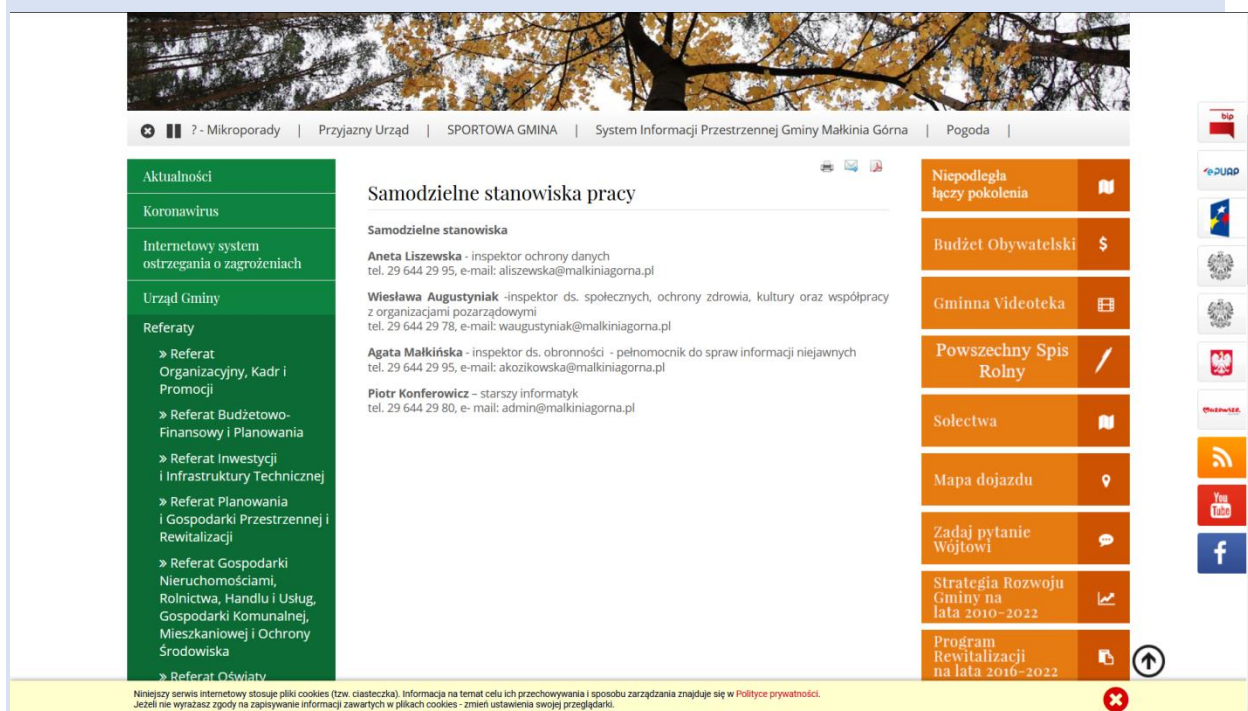 ? - Mikroporady | Przyjazny Urząd | SPORTOWA GMINA | System Informacji Przestrzennej Gminy Małkinia Górna | Pogoda |
Aktualności
Koronawirus
Internetowy system
ostrzegania o zagrożeniach
Urząd Gminy
Referaty
» Referat
Organizacyjny, Kadr i
Promocji
» Referat Budżetowo-
Finansowy i Planowania
» Referat Inwestycji
i Infrastruktury Technicznej
» Referat Planowania
i Gospodarki Przestrzennej i
Rewitalizacji
» Referat Gospodarki
Nieruchomościami,
Rolnictwa, Handlu i Usług,
Gospodarki Komunalnej,
Mieszkaniowej i Ochrony
Środowiska
» Referat Oświaty
Samodzielne stanowiska pracy
Samodzielne stanowiska
Aneta Liszewska - inspektor ochrony danych
tel. 29 644 29 95, e-mail: aliszewska@malkiniagorna.pl
Wiesława Augustyniak -inspektor ds. społecznych, ochrony zdrowia, kultury oraz współpracy
z organizacjami pozarządowymi
tel. 29 644 29 78, e-mail: waugustyniak@malkiniagorna.pl
Agata Małkińska - inspektor ds. obronności - pełnomocnik do spraw informacji niejawnych
tel. 29 644 29 95, e-mail: akozikowska@malkiniagorna.pl
Piotr Konferowicz – starszy informatyk
tel. 29 644 29 80, e- mail: admin@malkiniagorna.pl
Niepodległa
łączy pokolenia
Budżet Obywatelski
Gminna Videoteka
Powszechny Spis
Rolny
Sołectwa
Mapa dojazdu
Zadaj pytanie
Wójtowi
Strategia Rozwoju
Gminy na
lata 2010-2022
Program
Rewitalizacji
na lata 2016-2022
bip
ePUAP
You
Tube
f
Niniejszy serwis internetowy stosuje pliki cookies (tzw. ciasteczka). Informacja na temat celu ich przechowywania i sposobu zarządzania znajduje się w Polityce prywatności.
Jeżeli nie wyrażasz zgody na zapisywanie informacji zawartych w plikach cookies - zmień ustawienia swojej przeglądarki.